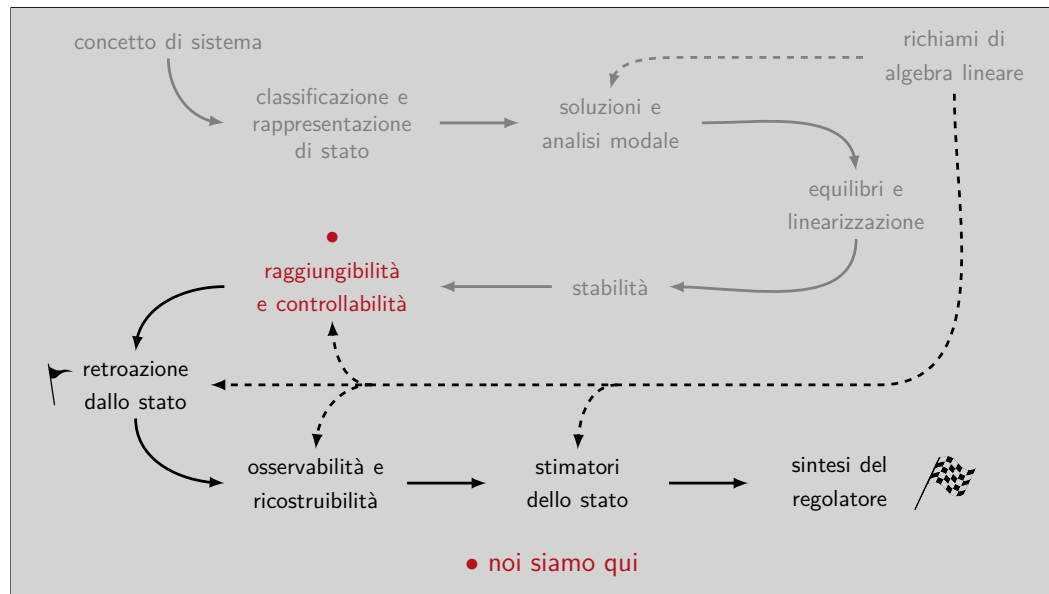 concetto di sistema
richiami di
algebra lineare
classificazione e
rappresentazione
di stato
soluzioni e
analisi modale
equilibri e
linearizzazione
stabilità
raggiungibilità
e controllabilità
retroazione
dallo stato
osservabilità e
ricostruibilità
stimatori
dello stato
sintesi del
regolatore
• noi siamo qui